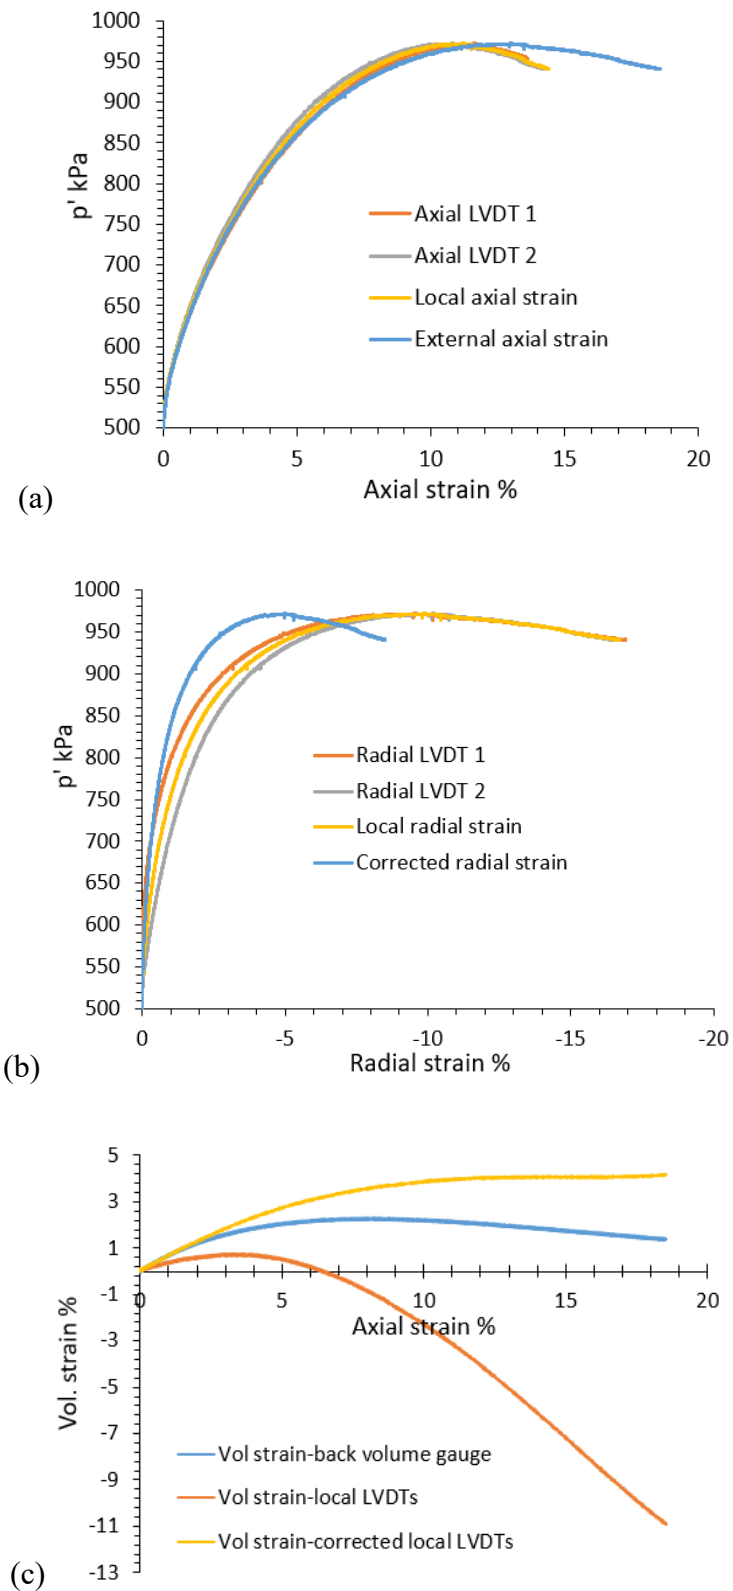 1000
950
900
850
800
750
700
650
600
550
500
p' kPa
Axial LVDT 1
Axial LVDT 2
Local axial strain
External axial strain
0 5 10 15 20
Axial strain %
(a)
1000
950
900
850
800
750
700
650
600
550
500
p' kPa
Radial LVDT 1
Radial LVDT 2
Local radial strain
Corrected radial strain
0 -5 -10 -15 -20
Radial strain %
(b)
5
3
1
-1
-3
-5
-7
-9
-11
-13
Vol. strain %
0 5 10 15 20
Axial strain %
Vol strain-back volume gauge
Vol strain-local LVDTs
Vol strain-corrected local LVDTs
(c)